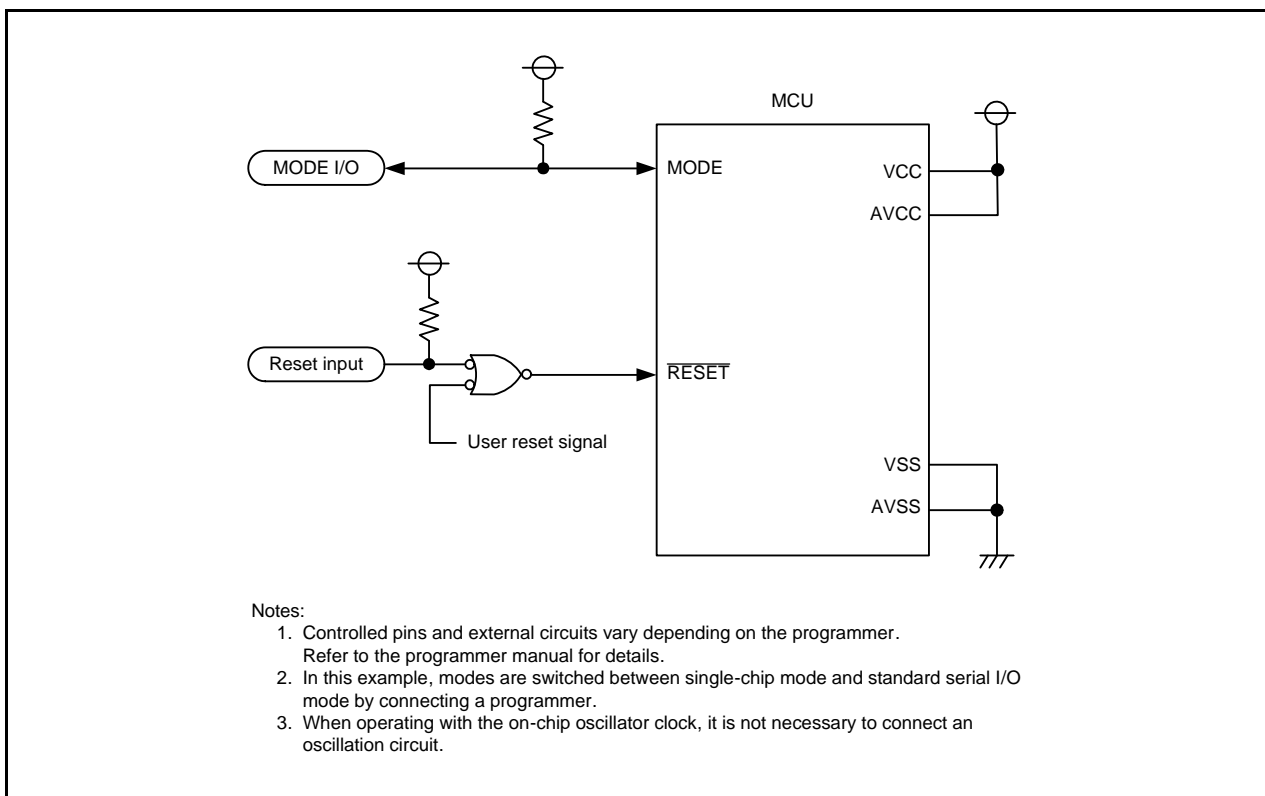 MCU
MODE I/O
MODE
VCC
AVCC
Reset input
RESET
User reset signal
VSS
AVSS
Notes:
1. Controlled pins and external circuits vary depending on the programmer.
Refer to the programmer manual for details.
2. In this example, modes are switched between single-chip mode and standard serial I/O
mode by connecting a programmer.
3. When operating with the on-chip oscillator clock, it is not necessary to connect an
oscillation circuit.